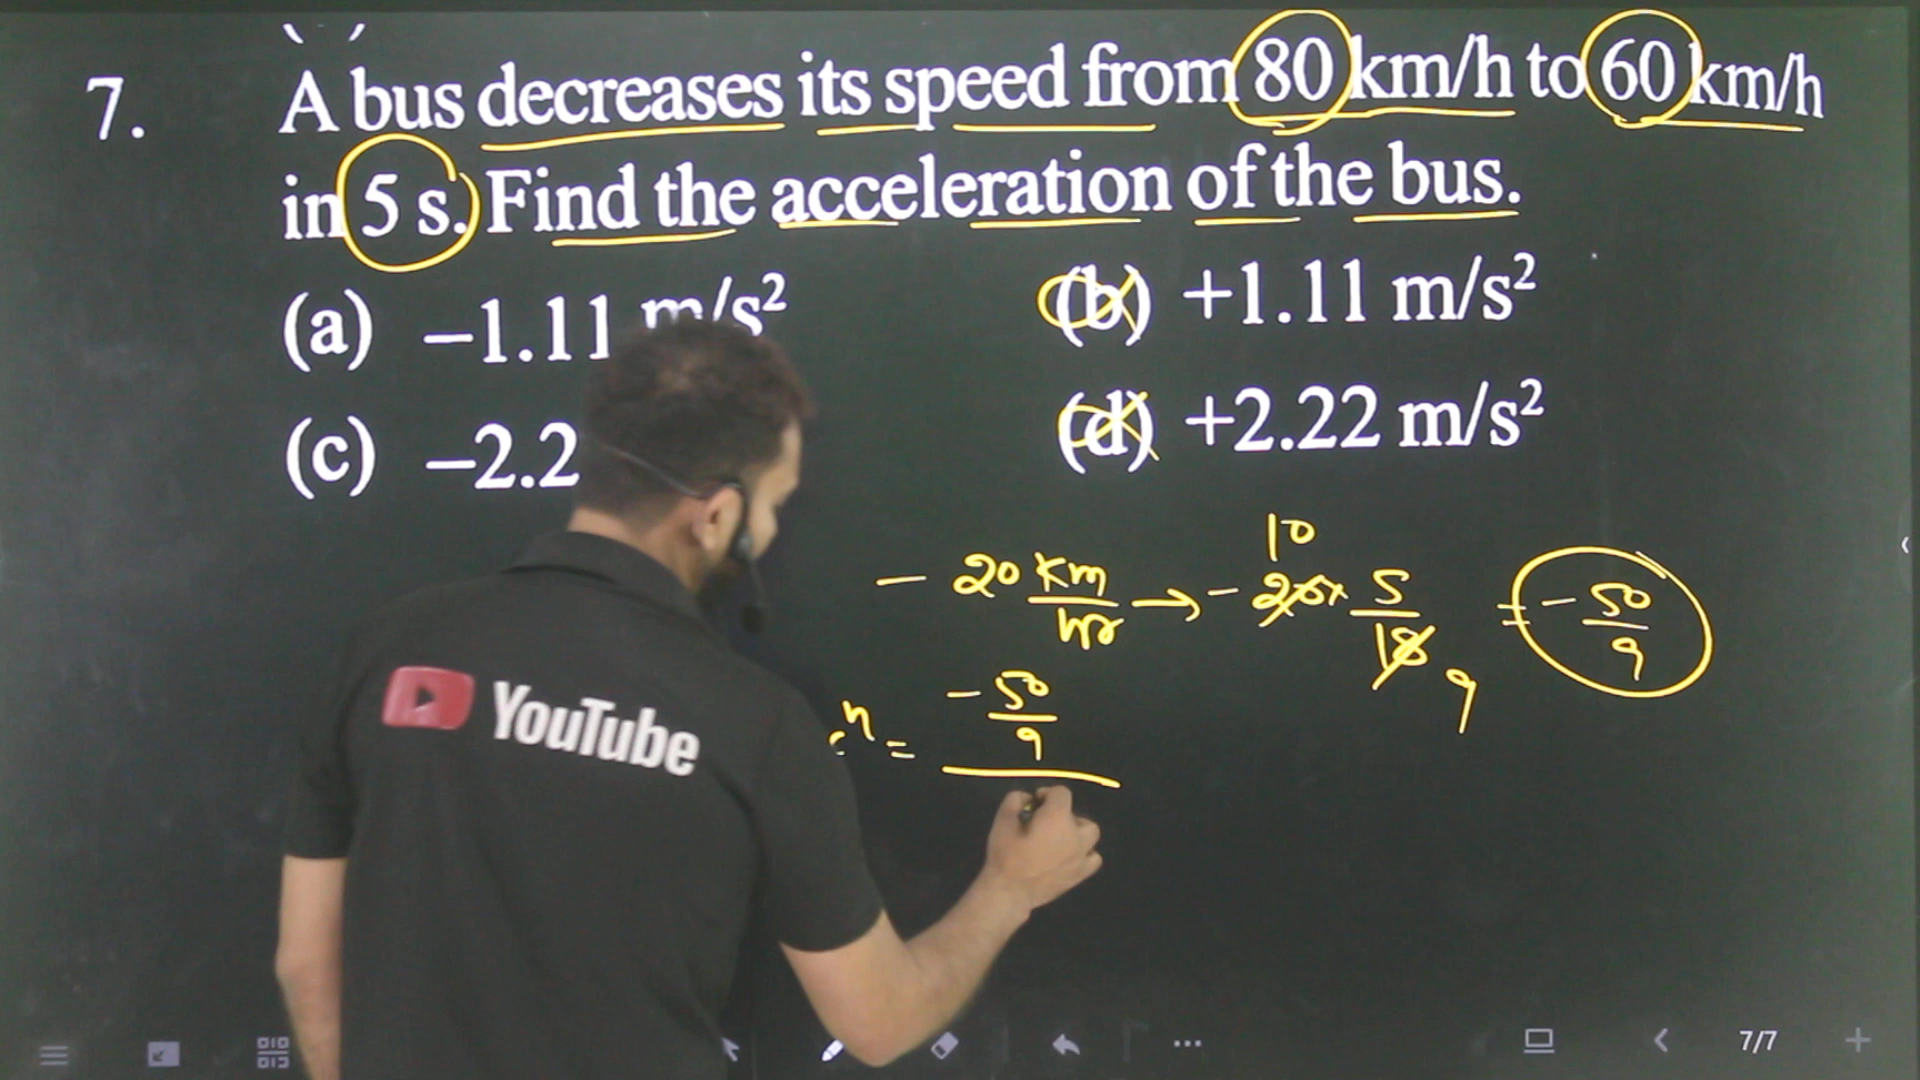 7. A bus decreases its speed from 80 km/h to 60 km/h
in 5 s. Find the acceleration of the bus.
(a) –1.11 m/s² (b) +1.11 m/s²
(c) –2.2 (d) +2.22 m/s²
10
– 20 km/hr → – 20 × 5/18 = – 50/9
9
n = – 50/9
YouTube
7/7